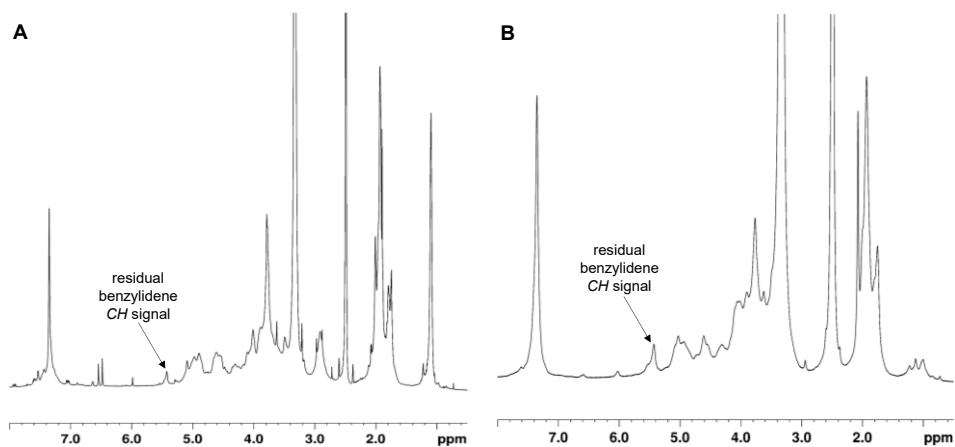 A
residual
benzylidene
CH signal
7.0 6.0 5.0 4.0 3.0 2.0 ppm
B
residual
benzylidene
CH signal
7.0 6.0 5.0 4.0 3.0 2.0 ppm